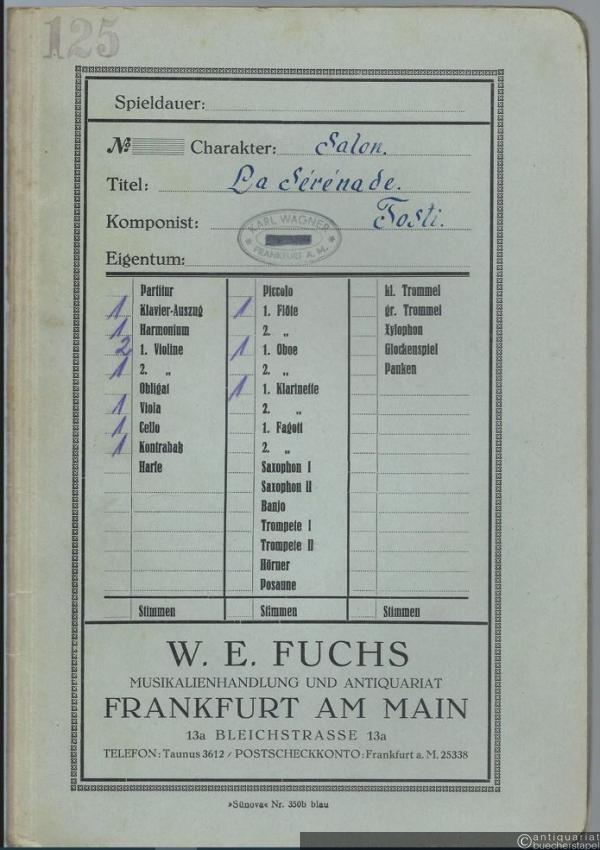 125
Spieldauer:
№ Charakter: Salon.
Titel: La Sérénade.
Komponist: Tosti.
KARL WAGNER
FRANKFURT A. M.
Eigentum:
Partitur
1 Klavier-Auszug
1 Harmonium
2 1. Violine
1 2. „
Obligat
1 Viola
1 Cello
1 Kontrabaß
Harfe
Stimmen
Piccolo
1 1. Flöte
2. „
1 1. Oboe
2. „
1 1. Klarinette
2. „
1. Fagott
2. „
Saxophon I
Saxophon II
Banjo
Trompete I
Trompete II
Hörner
Posaune
Stimmen
kl. Trommel
gr. Trommel
Xylophon
Glockenspiel
Pauken
Stimmen
W. E. FUCHS
MUSIKALIENHANDLUNG UND ANTIQUARIAT
FRANKFURT AM MAIN
13a BLEICHSTRASSE 13a
TELEFON: Taunus 3612 / POSTSCHECKKONTO: Frankfurt a. M. 25338
»Sünova« Nr. 350b blau
©antiquariat
buecherstapel